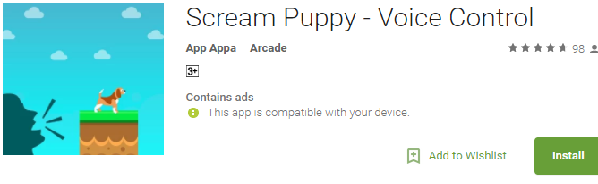 Scream Puppy - Voice Control
App Appa Arcade
98
3+
Contains ads
This app is compatible with your device.
Add to Wishlist
Install